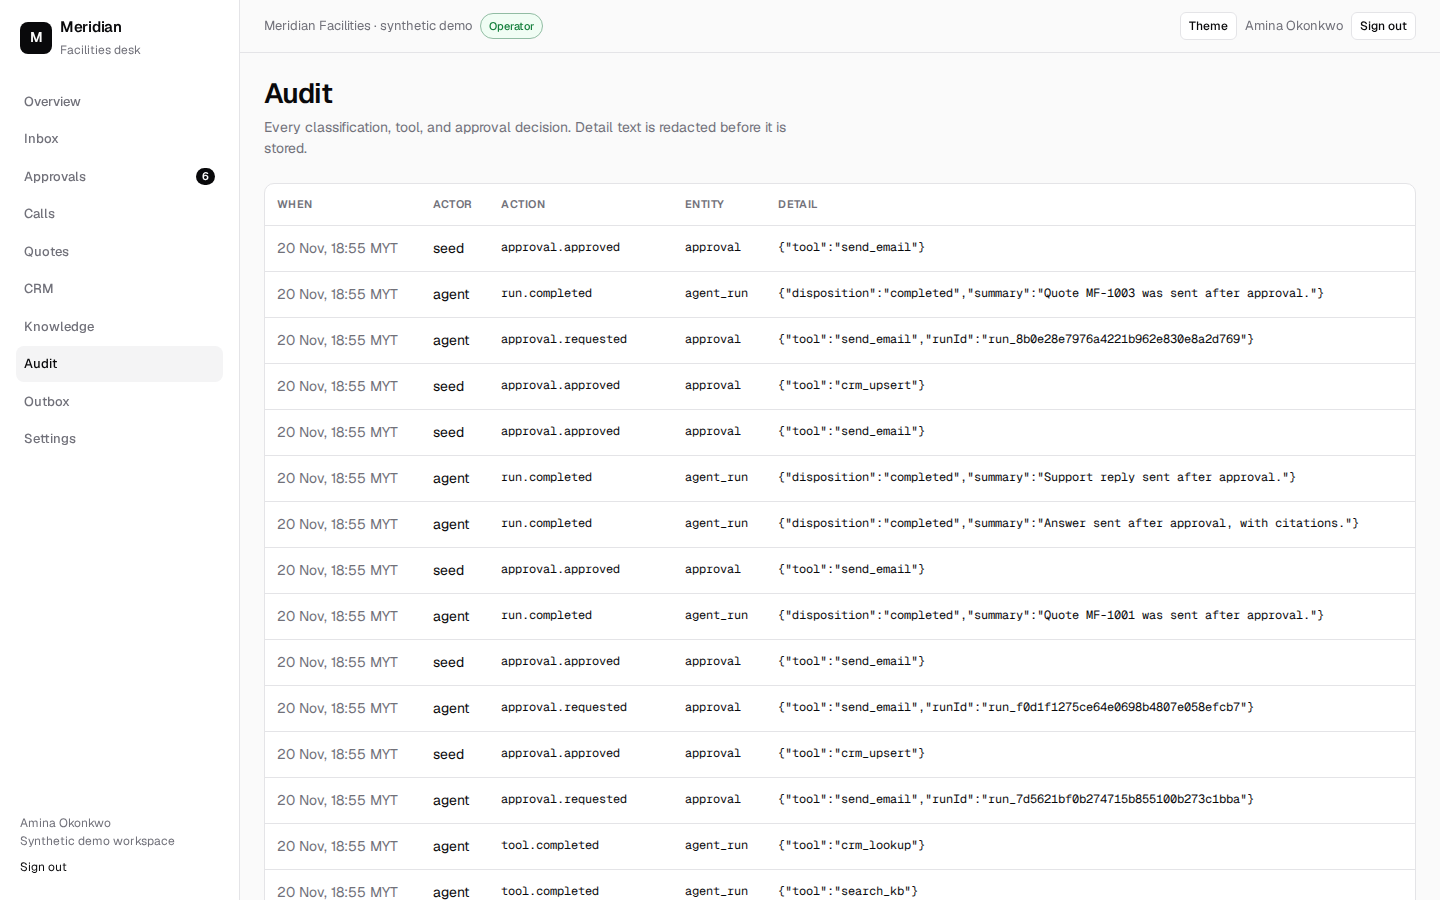 M
Meridian
Facilities desk
Overview
Inbox
Approvals 6
Calls
Quotes
CRM
Knowledge
Audit
Outbox
Settings
Amina Okonkwo
Synthetic demo workspace
Sign out
Meridian Facilities · synthetic demo Operator Theme Amina Okonkwo Sign out
Audit
Every classification, tool, and approval decision. Detail text is redacted before it is
stored.
WHEN ACTOR ACTION ENTITY DETAIL
20 Nov, 18:55 MYT seed approval.approved approval {"tool":"send_email"}
20 Nov, 18:55 MYT agent run.completed agent_run {"disposition":"completed","summary":"Quote MF-1003 was sent after approval."}
20 Nov, 18:55 MYT agent approval.requested approval {"tool":"send_email","runId":"run_8b0e28e7976a4221b962e830e8a2d769"}
20 Nov, 18:55 MYT seed approval.approved approval {"tool":"crm_upsert"}
20 Nov, 18:55 MYT seed approval.approved approval {"tool":"send_email"}
20 Nov, 18:55 MYT agent run.completed agent_run {"disposition":"completed","summary":"Support reply sent after approval."}
20 Nov, 18:55 MYT agent run.completed agent_run {"disposition":"completed","summary":"Answer sent after approval, with citations."}
20 Nov, 18:55 MYT seed approval.approved approval {"tool":"send_email"}
20 Nov, 18:55 MYT agent run.completed agent_run {"disposition":"completed","summary":"Quote MF-1001 was sent after approval."}
20 Nov, 18:55 MYT seed approval.approved approval {"tool":"send_email"}
20 Nov, 18:55 MYT agent approval.requested approval {"tool":"send_email","runId":"run_f0d1f1275ce64e0698b4807e058efcb7"}
20 Nov, 18:55 MYT seed approval.approved approval {"tool":"crm_upsert"}
20 Nov, 18:55 MYT agent approval.requested approval {"tool":"send_email","runId":"run_7d5621bf0b274715b855100b273c1bba"}
20 Nov, 18:55 MYT agent tool.completed agent_run {"tool":"crm_lookup"}
20 Nov, 18:55 MYT agent tool.completed agent_run {"tool":"search_kb"}